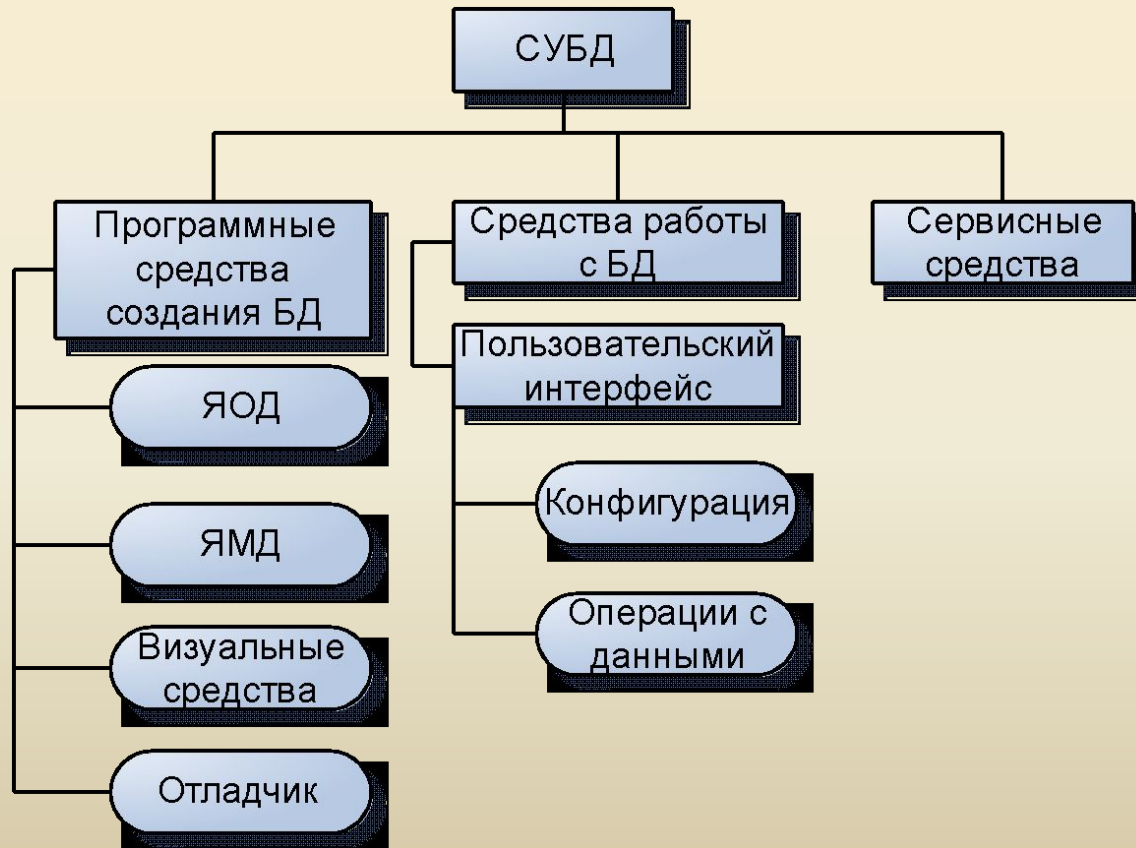 СУБД
Программные
средства
создания БД
ЯОД
ЯМД
Визуальные
средства
Отладчик
Средства работы
с БД
Пользовательский
интерфейс
Конфигурация
Операции с
данными
Сервисные
средства